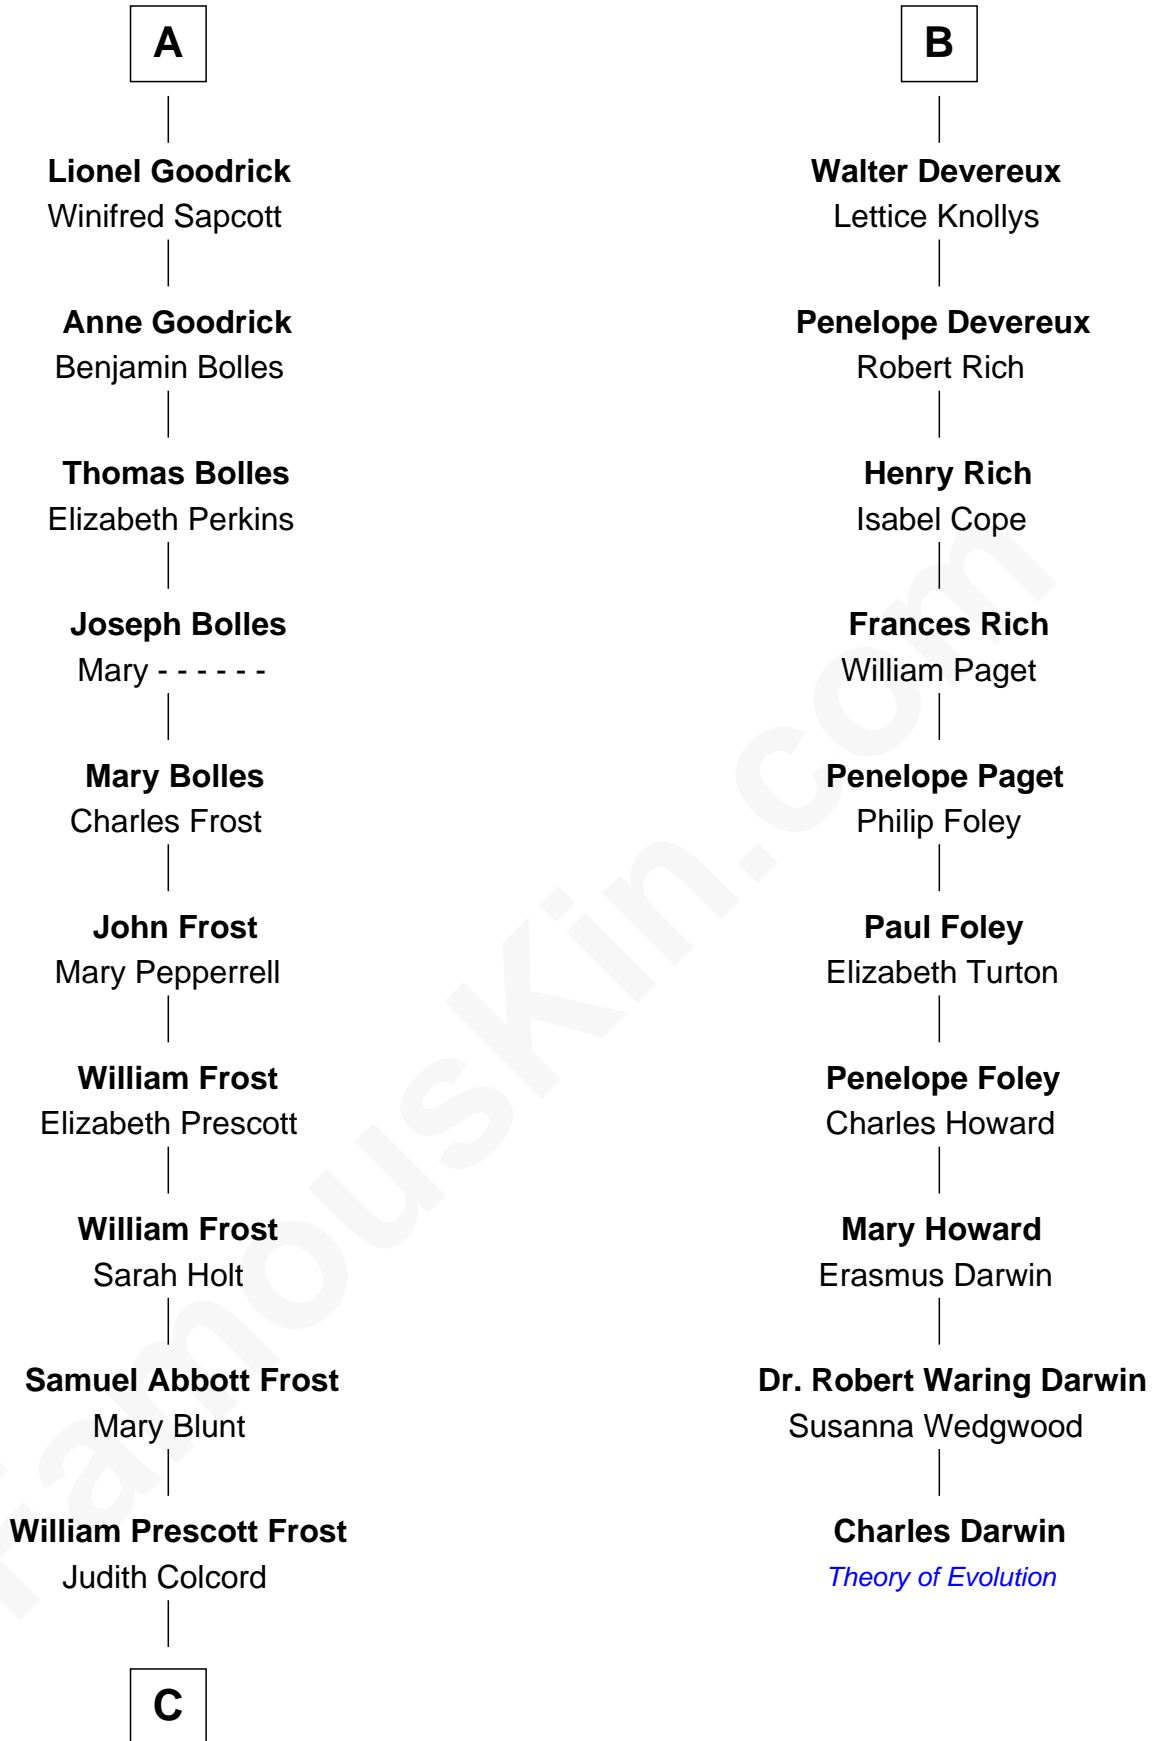 A
Lionel Goodrick
Winifred Sapcott
Anne Goodrick
Benjamin Bolles
Thomas Bolles
Elizabeth Perkins
Joseph Bolles
Mary - - - - - -
Mary Bolles
Charles Frost
John Frost
Mary Pepperrell
William Frost
Elizabeth Prescott
William Frost
Sarah Holt
Samuel Abbott Frost
Mary Blunt
William Prescott Frost
Judith Colcord
C
B
Walter Devereux
Lettice Knollys
Penelope Devereux
Robert Rich
Henry Rich
Isabel Cope
Frances Rich
William Paget
Penelope Paget
Philip Foley
Paul Foley
Elizabeth Turton
Penelope Foley
Charles Howard
Mary Howard
Erasmus Darwin
Dr. Robert Waring Darwin
Susanna Wedgwood
Charles Darwin
Theory of Evolution
FamousKin.com